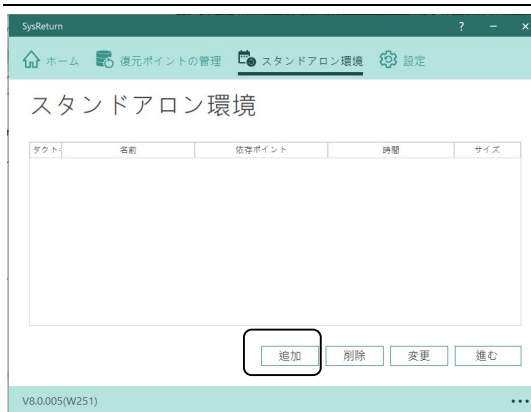 SysReturn
ホーム 復元ポイントの管理 スタンドアロン環境 設定
スタンドアロン環境
ダウト: 名前 依存ポイント 時間 サイズ
追加 削除 変更 進む
V8.0.005(W251)